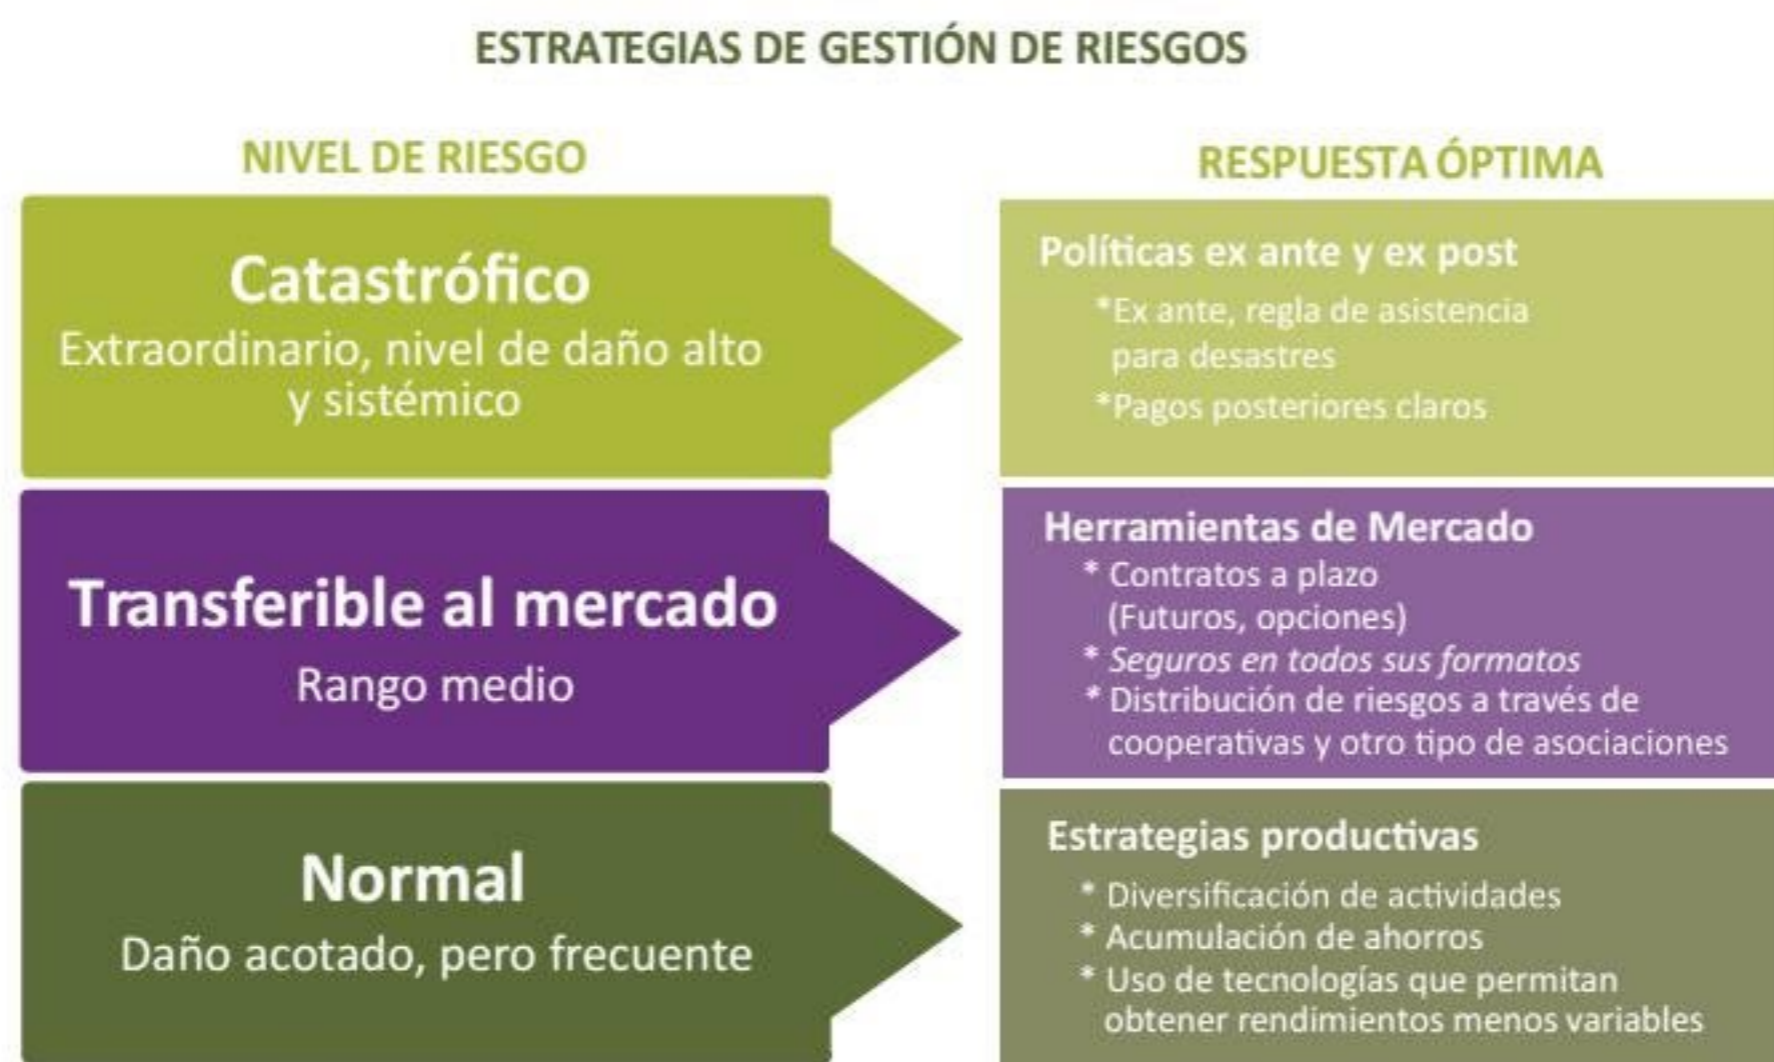 ESTRATEGIAS DE GESTIÓN DE RIESGOS
NIVEL DE RIESGO
RESPUESTA ÓPTIMA
Catastrófico
Extraordinario, nivel de daño alto
y sistémico
Políticas ex ante y ex post
*Ex ante, regla de asistencia
para desastres
*Pagos posteriores claros
Transferible al mercado
Rango medio
Herramientas de Mercado
* Contratos a plazo
(Futuros, opciones)
* Seguros en todos sus formatos
* Distribución de riesgos a través de
cooperativas y otro tipo de asociaciones
Normal
Daño acotado, pero frecuente
Estrategias productivas
* Diversificación de actividades
* Acumulación de ahorros
* Uso de tecnologías que permitan
obtener rendimientos menos variables